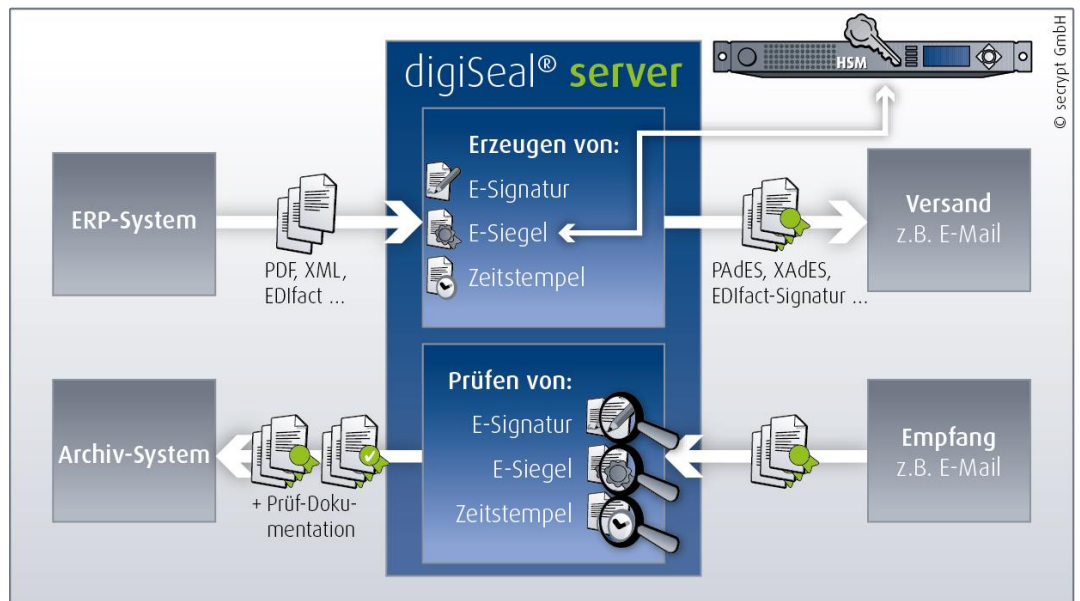 digiSeal® server
HSM
© secrypt GmbH
Erzeugen von:
E-Signatur
E-Siegel
Zeitstempel
ERP-System
PDF, XML,
EDIfact ...
PAdES, XAdES,
EDIfact-Signatur ...
Versand
z.B. E-Mail
Prüfen von:
E-Signatur
E-Siegel
Zeitstempel
Archiv-System
+ Prüf-Doku-
mentation
Empfang
z.B. E-Mail